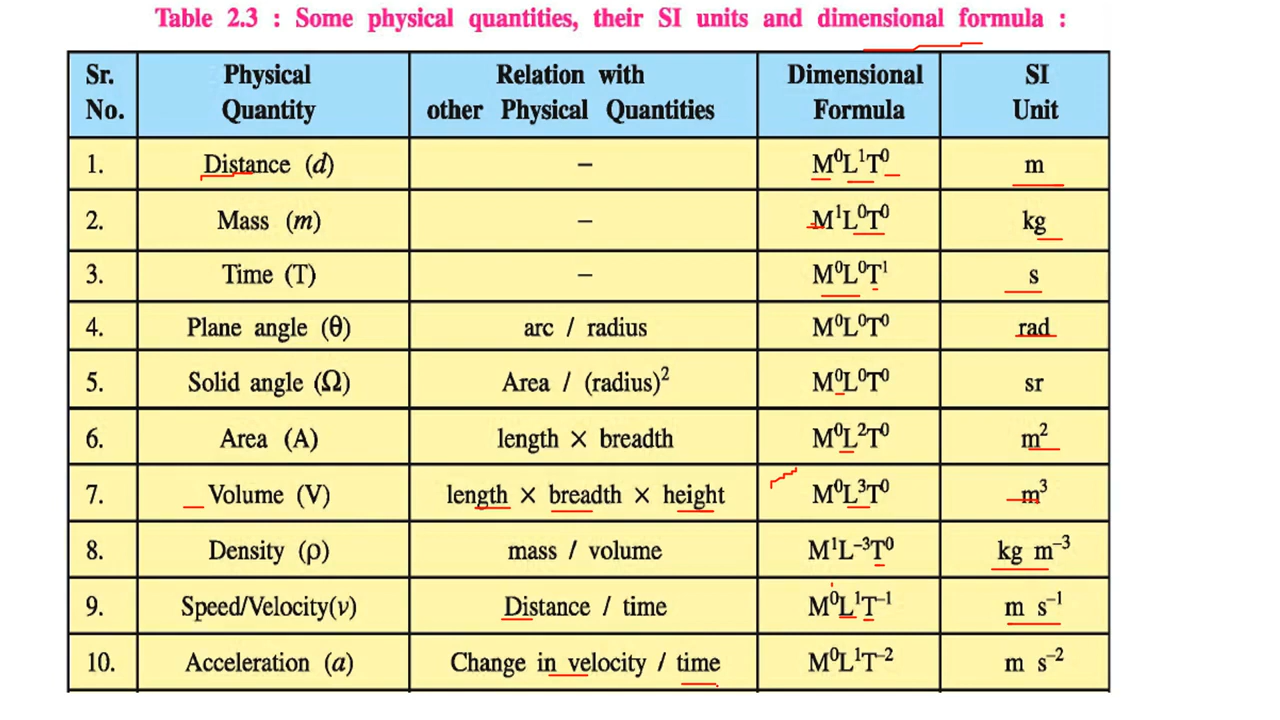 Table 2.3 : Some physical quantities, their SI units and dimensional formula :
Sr. No. Physical Quantity Relation with other Physical Quantities Dimensional Formula SI Unit
1. Distance (d) – M⁰L¹T⁰ m
2. Mass (m) – M¹L⁰T⁰ kg
3. Time (T) – M⁰L⁰T¹ s
4. Plane angle (θ) arc / radius M⁰L⁰T⁰ rad
5. Solid angle (Ω) Area / (radius)² M⁰L⁰T⁰ sr
6. Area (A) length × breadth M⁰L²T⁰ m²
7. Volume (V) length × breadth × height M⁰L³T⁰ m³
8. Density (ρ) mass / volume M¹L⁻³T⁰ kg m⁻³
9. Speed/Velocity(v) Distance / time M⁰L¹T⁻¹ m s⁻¹
10. Acceleration (a) Change in velocity / time M⁰L¹T⁻² m s⁻²